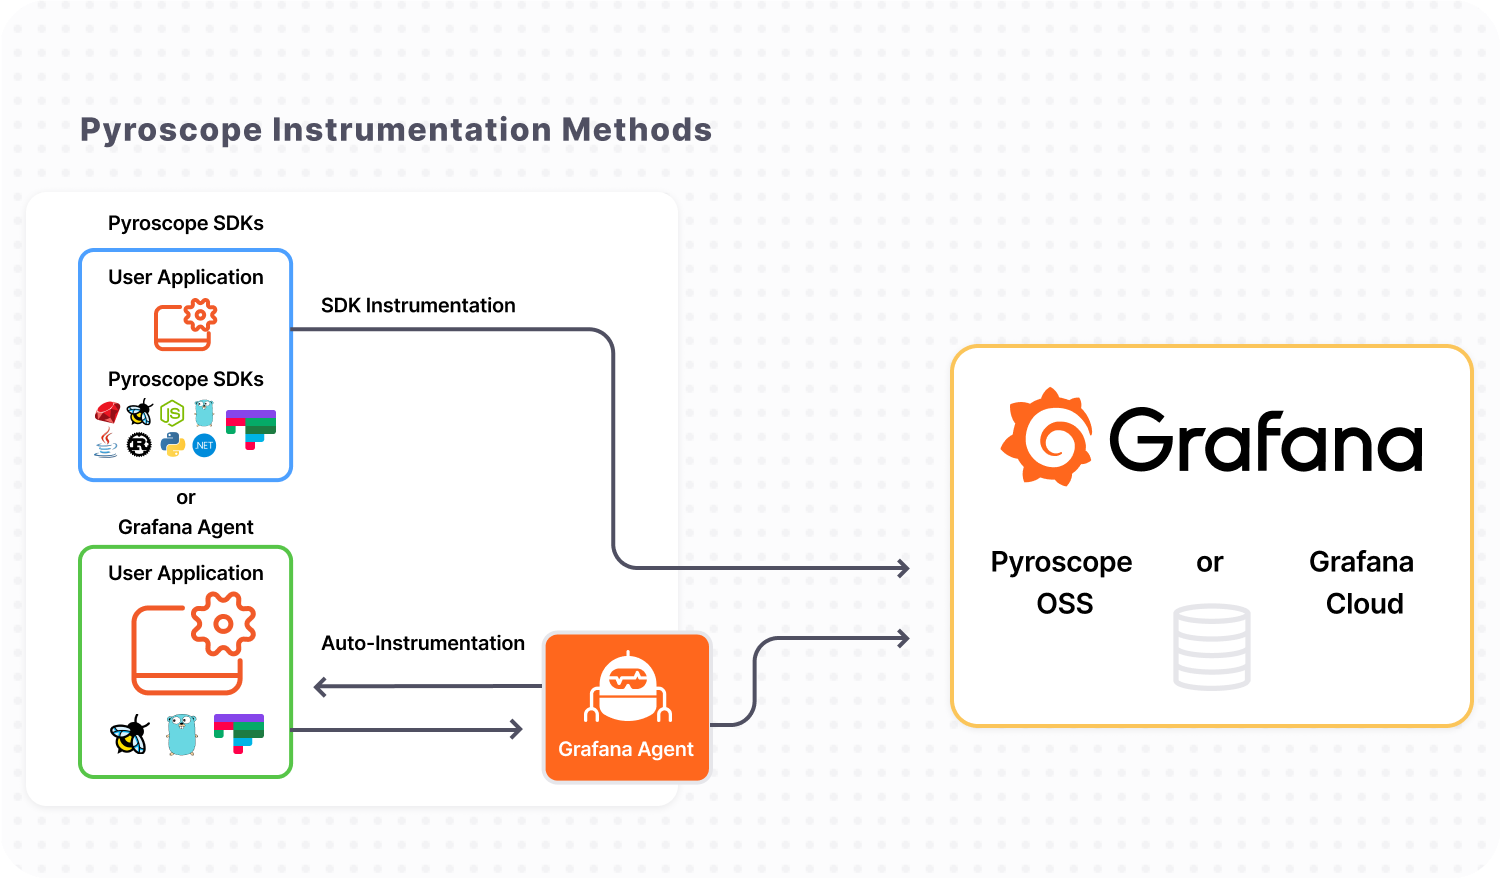 Pyroscope Instrumentation Methods
Pyroscope SDKs
User Application
SDK Instrumentation
Pyroscope SDKs
JS
R
.NET
or
Grafana Agent
User Application
Auto-Instrumentation
Grafana Agent
Grafana
Pyroscope or Grafana
OSS Cloud